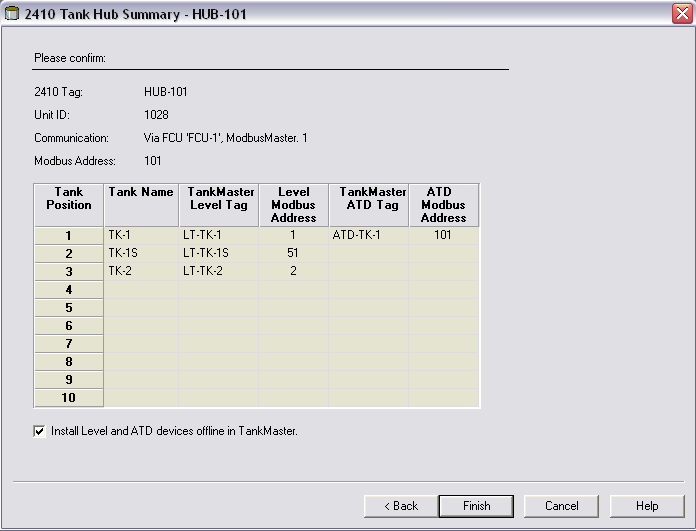 2410 Tank Hub Summary - HUB-101
Please confirm:
2410 Tag: HUB-101
Unit ID: 1028
Communication: Via FCU 'FCU-1', ModbusMaster. 1
Modbus Address: 101
Tank Position Tank Name TankMaster Level Tag Level Modbus Address TankMaster ATD Tag ATD Modbus Address
1 TK-1 LT-TK-1 1 ATD-TK-1 101
2 TK-1S LT-TK-1S 51
3 TK-2 LT-TK-2 2
4
5
6
7
8
9
10
Install Level and ATD devices offline in TankMaster.
< Back Finish Cancel Help